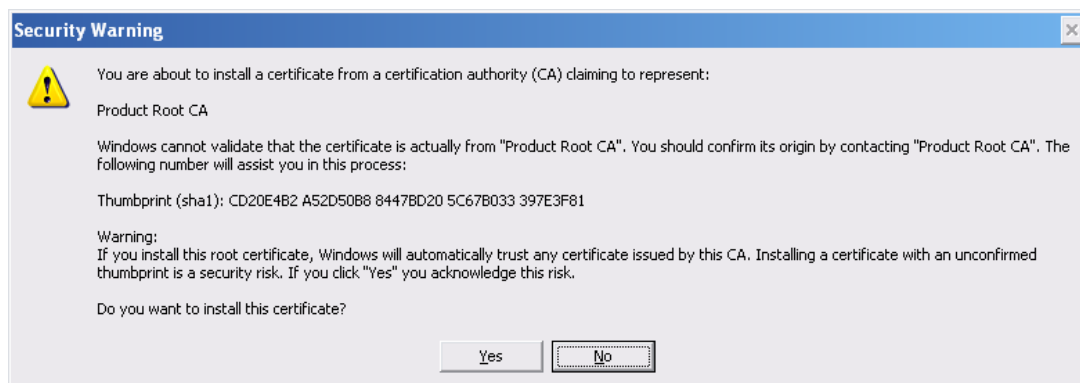 Security Warning
You are about to install a certificate from a certification authority (CA) claiming to represent:
Product Root CA
Windows cannot validate that the certificate is actually from "Product Root CA". You should confirm its origin by contacting "Product Root CA". The
following number will assist you in this process:
Thumbprint (sha1): CD20E4B2 A52D50B8 8447BD20 5C67B033 397E3F81
Warning:
If you install this root certificate, Windows will automatically trust any certificate issued by this CA. Installing a certificate with an unconfirmed
thumbprint is a security risk. If you click "Yes" you acknowledge this risk.
Do you want to install this certificate?
Yes No